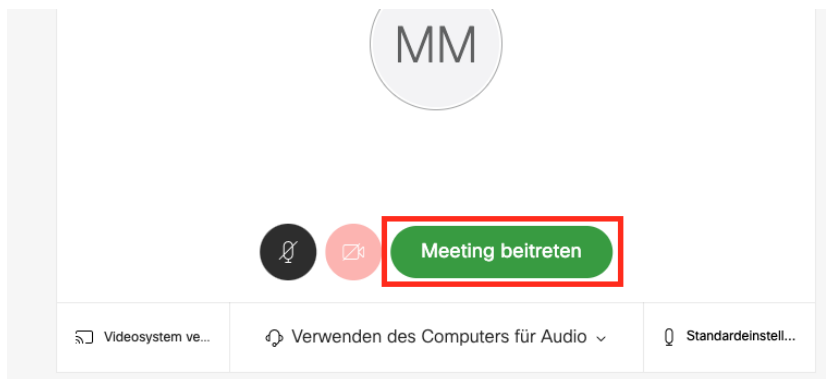 MM
Meeting beitreten
Videosystem ve...
Verwenden des Computers für Audio
Standardeinstell...